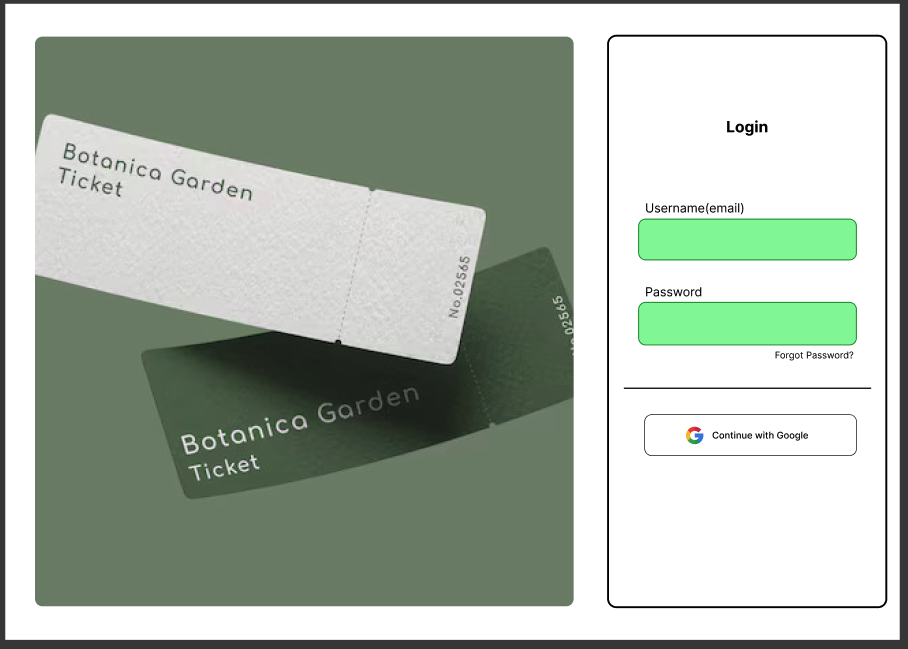 Botanica Garden
Ticket
No.02565
No.02565
Botanica Garden
Ticket
Login
Username(email)
Password
Forgot Password?
Continue with Google